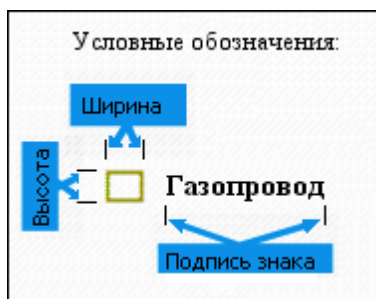 Условные обозначения:
Ширина
Высота
Газопровод
Подпись знака